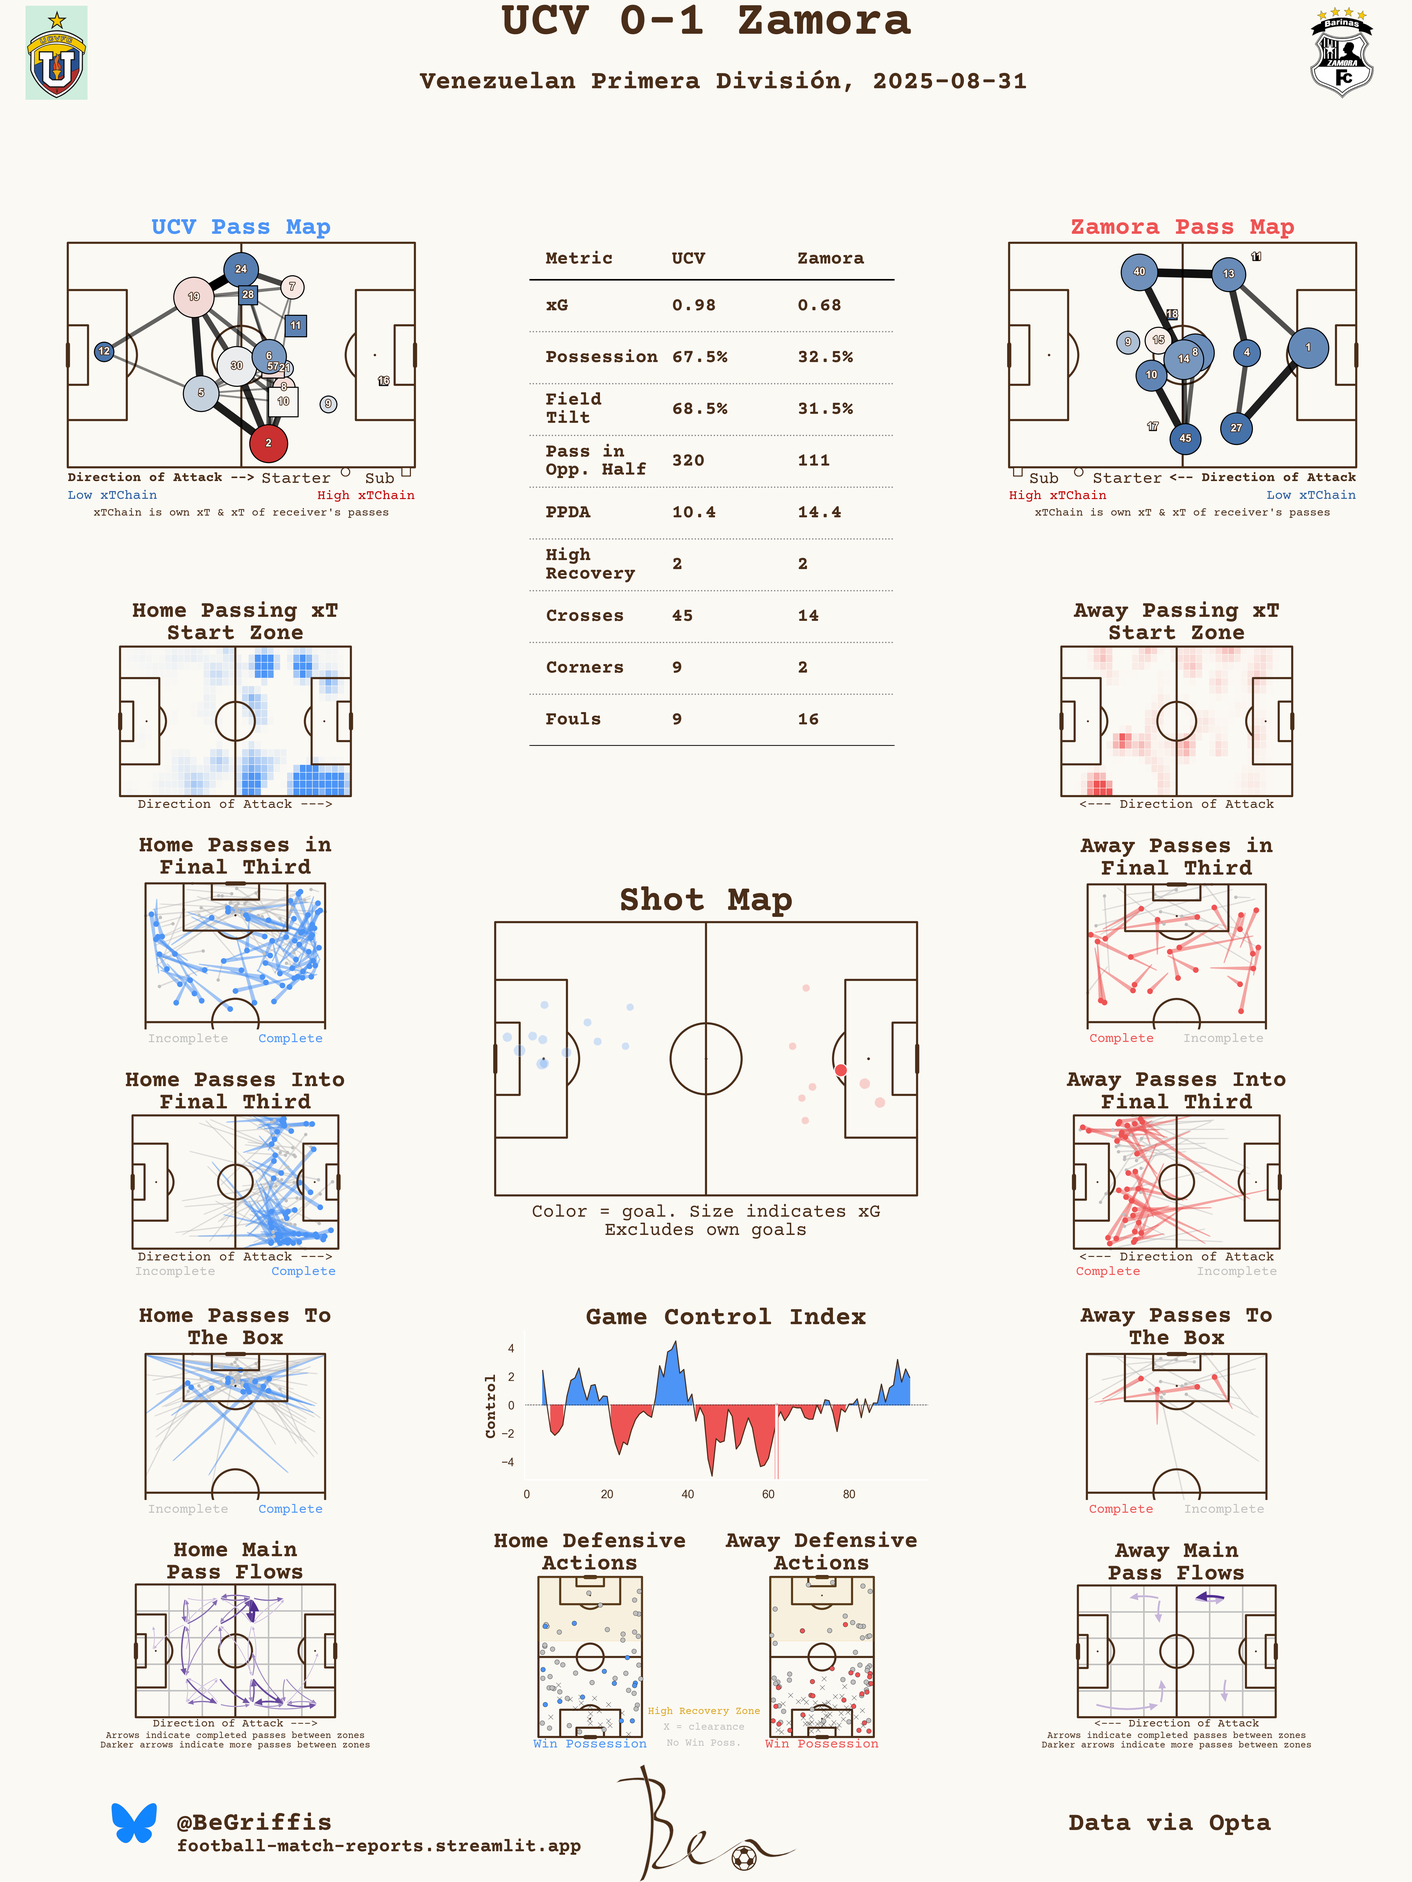 UCV 0-1 Zamora
Venezuelan Primera División, 2025-08-31
Barinas
ZAMORA
FC
U
UCV Pass Map
24
19
7
28
11
12
6
30
57
21
5
8
10
16
9
2
Direction of Attack --> Starter Sub
Low xTChain High xTChain
xTChain is own xT & xT of receiver's passes
Metric UCV Zamora
xG 0.98 0.68
Possession 67.5% 32.5%
Field
Tilt 68.5% 31.5%
Pass in
Opp. Half 320 111
PPDA 10.4 14.4
High
Recovery 2 2
Crosses 45 14
Corners 9 2
Fouls 9 16
Zamora Pass Map
11
40
13
18
9
15
8
14
4
1
10
17
45
27
Sub Starter <-- Direction of Attack
High xTChain Low xTChain
xTChain is own xT & xT of receiver's passes
Home Passing xT
Start Zone
Direction of Attack --->
Away Passing xT
Start Zone
<--- Direction of Attack
Home Passes in
Final Third
Incomplete Complete
Away Passes in
Final Third
Complete Incomplete
Shot Map
Color = goal. Size indicates xG
Excludes own goals
Home Passes Into
Final Third
Direction of Attack --->
Incomplete Complete
Away Passes Into
Final Third
<--- Direction of Attack
Complete Incomplete
Home Passes To
The Box
Incomplete Complete
Game Control Index
Control
4
2
0
−2
−4
0 20 40 60 80
Away Passes To
The Box
Complete Incomplete
Home Main
Pass Flows
Direction of Attack --->
Arrows indicate completed passes between zones
Darker arrows indicate more passes between zones
Home Defensive
Actions
Win Possession
High Recovery Zone
X = clearance
No Win Poss.
Away Defensive
Actions
Win Possession
Away Main
Pass Flows
<--- Direction of Attack
Arrows indicate completed passes between zones
Darker arrows indicate more passes between zones
@BeGriffis
football-match-reports.streamlit.app
Ben
Data via Opta